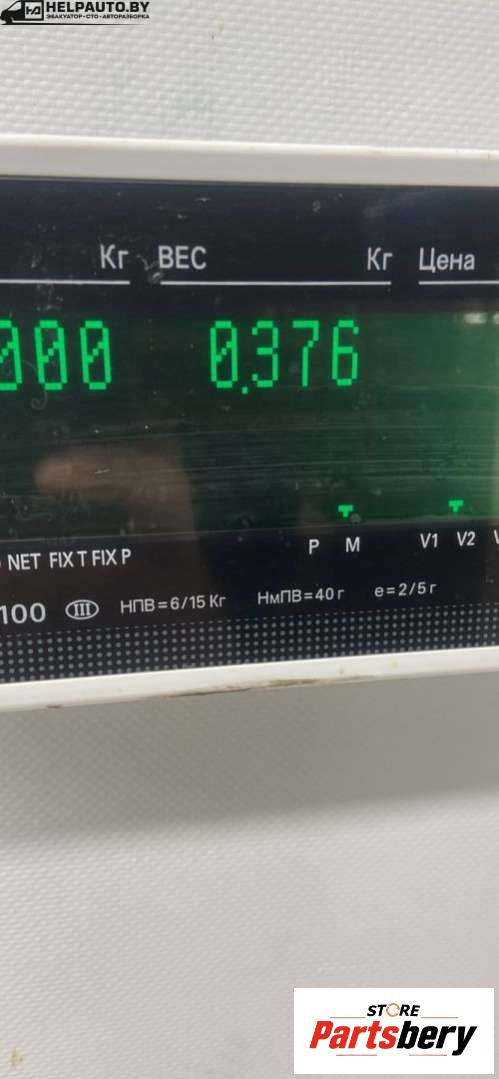 HELPAUTO.BY
ЭВАКУАТОР·СТО·АВТОРАЗБОРКА
Кг ВЕС Кг Цена
000 0.376
NET FIX T FIX P P M V1 V2
100 III НПВ=6/15 Кг НмПВ=40 г e=2/5 г
STORE
Partsbery